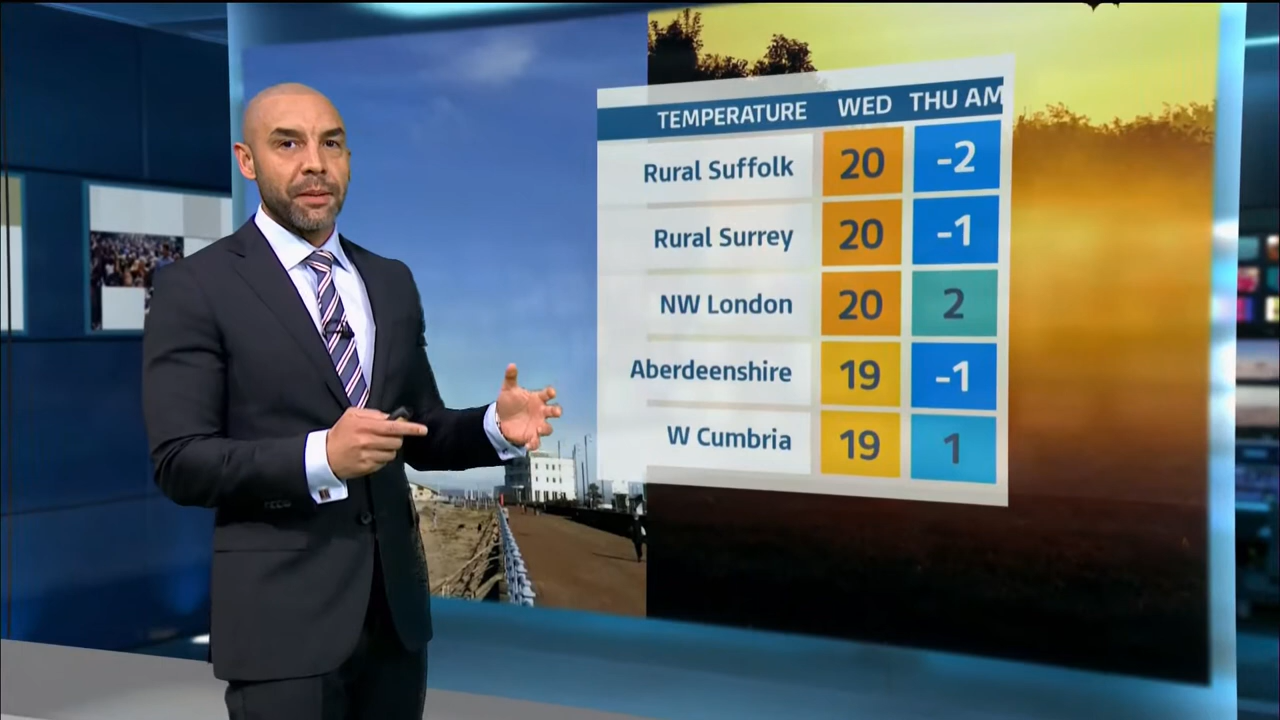 TEMPERATURE WED THU AM
Rural Suffolk 20 -2
Rural Surrey 20 -1
NW London 20 2
Aberdeenshire 19 -1
W Cumbria 19 1